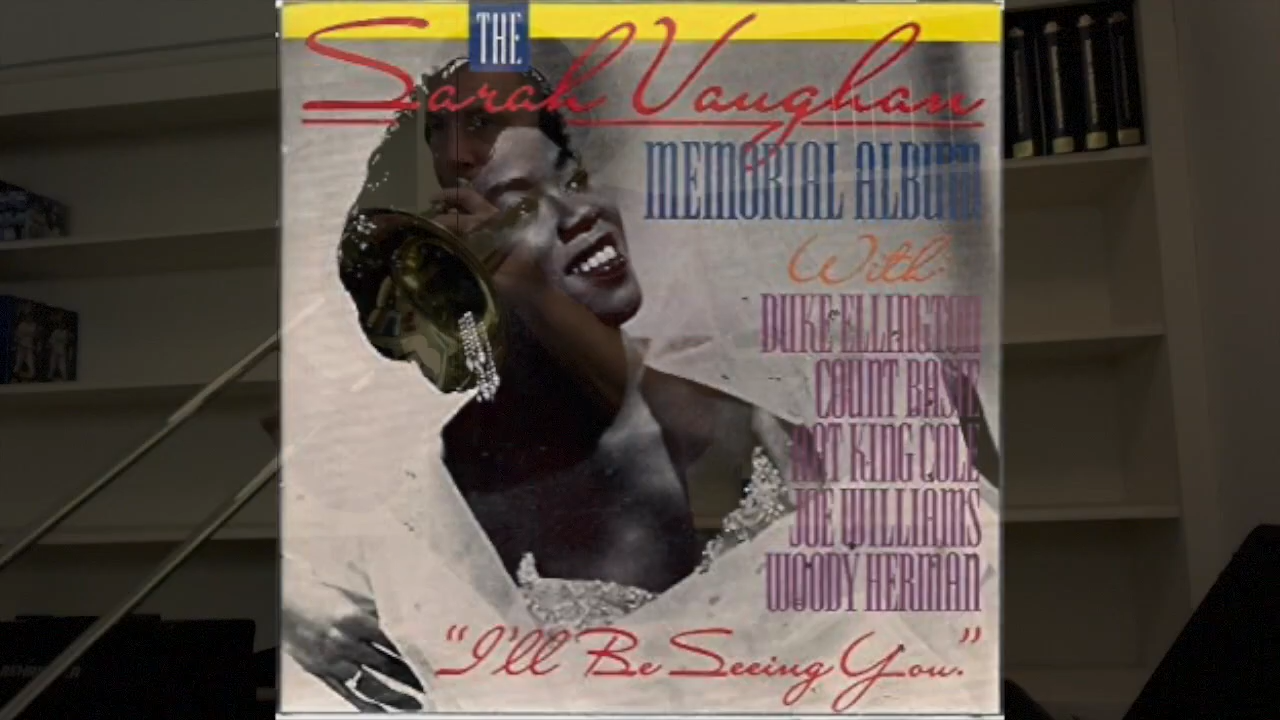 THE
Sarah Vaughan
MEMORIAL ALBUM
With
DUKE ELLINGTON
COUNT BASIE
NAT KING COLE
JOE WILLIAMS
WOODY HERMAN
"I'll Be Seeing You."